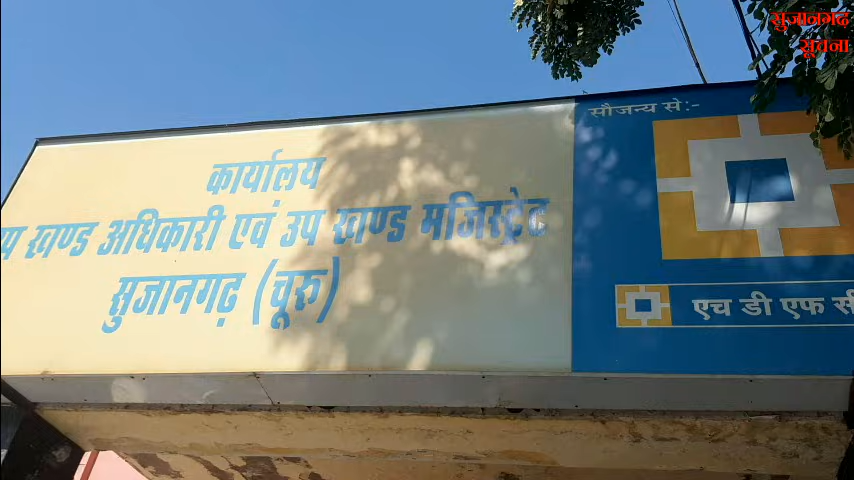 सुजानगढ़
सूचना
सौजन्य से:-
कार्यालय
खण्ड अधिकारी एवं उप खण्ड मजिस्ट्रेट
सुजानगढ़ (चूरू)
एच डी एफ सी